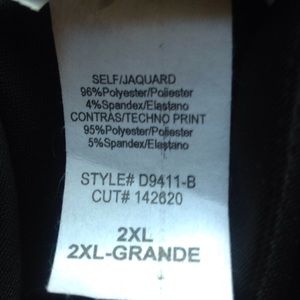 SELF/JAQUARD
96%Polyester/Poliester
4%Spandex/Elastano
CONTRAS/TECHNO PRINT
95%Polyester/Poliester
5%Spandex/Elastano
STYLE# D9411-B
CUT# 142620
2XL
2XL-GRANDE